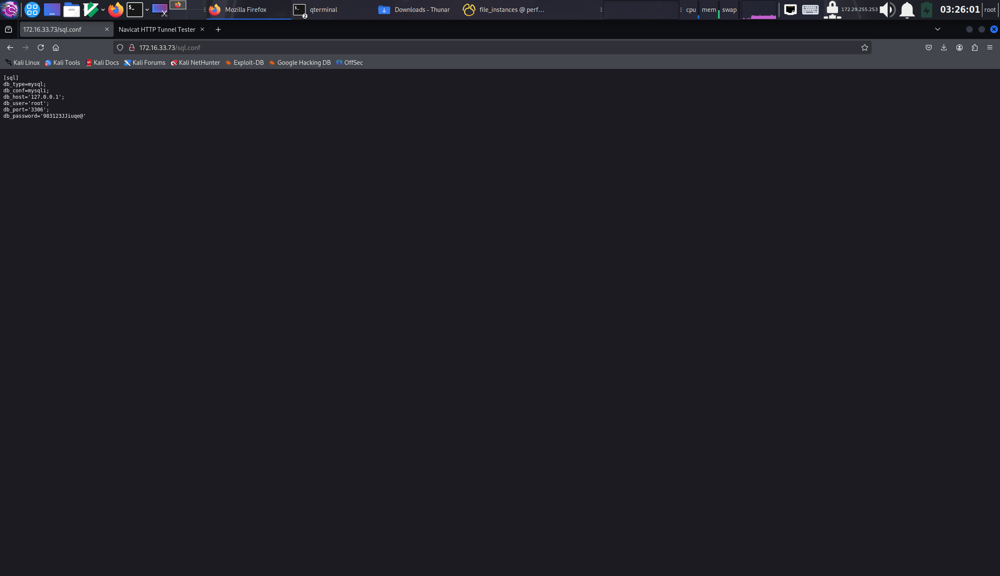 Mozilla Firefox
$_
2
qterminal
Downloads - Thunar
file_instances @ perf...
cpu
mem
swap
172.29.255.253
03:26:01
root
172.16.33.73/sql.conf
Navicat HTTP Tunnel Tester
172.16.33.73/sql.conf
Kali Linux
Kali Tools
Kali Docs
Kali Forums
Kali NetHunter
Exploit-DB
Google Hacking DB
OffSec
[sql]
db_type=mysql;
db_conf=mysqli;
db_host='127.0.0.1';
db_user='root';
db_port='3306';
db_password='983123JJiuqe@'